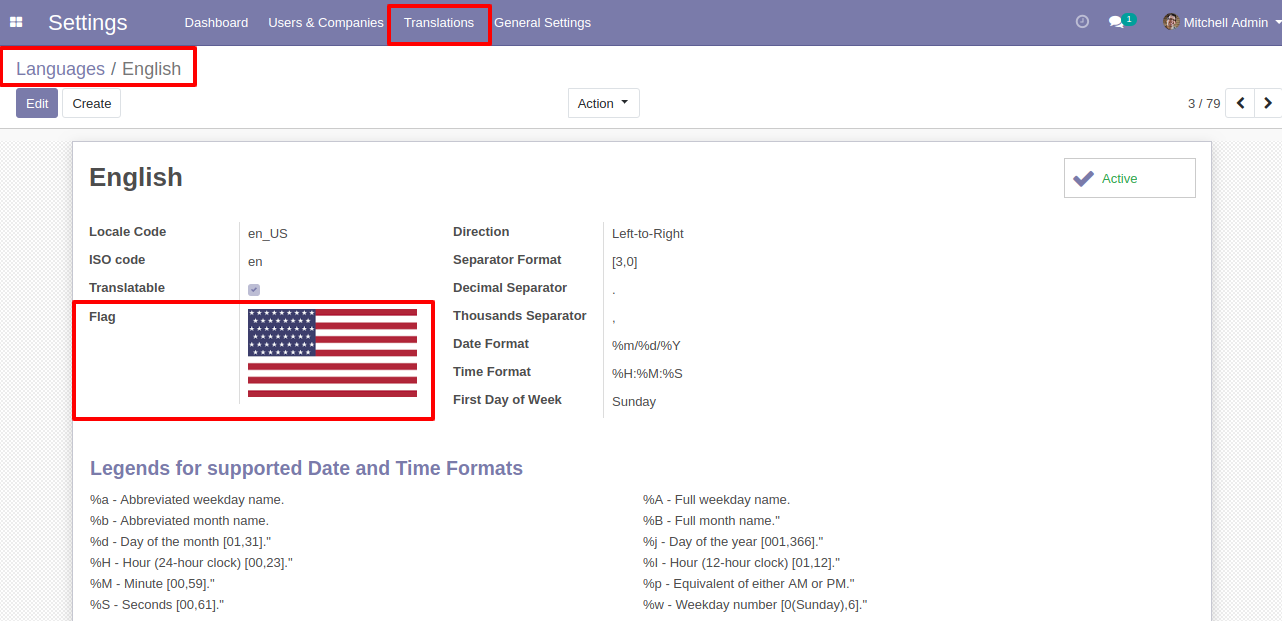 Settings Dashboard Users & Companies Translations General Settings 1 Mitchell Admin
Languages / English
Edit Create Action 3 / 79
English
Active
Locale Code en_US
ISO code en
Translatable
Flag
Direction Left-to-Right
Separator Format [3,0]
Decimal Separator .
Thousands Separator ,
Date Format %m/%d/%Y
Time Format %H:%M:%S
First Day of Week Sunday
Legends for supported Date and Time Formats
%a - Abbreviated weekday name.
%b - Abbreviated month name.
%d - Day of the month [01,31]."
%H - Hour (24-hour clock) [00,23]."
%M - Minute [00,59]."
%S - Seconds [00,61]."
%A - Full weekday name.
%B - Full month name."
%j - Day of the year [001,366]."
%I - Hour (12-hour clock) [01,12]."
%p - Equivalent of either AM or PM."
%w - Weekday number [0(Sunday),6]."